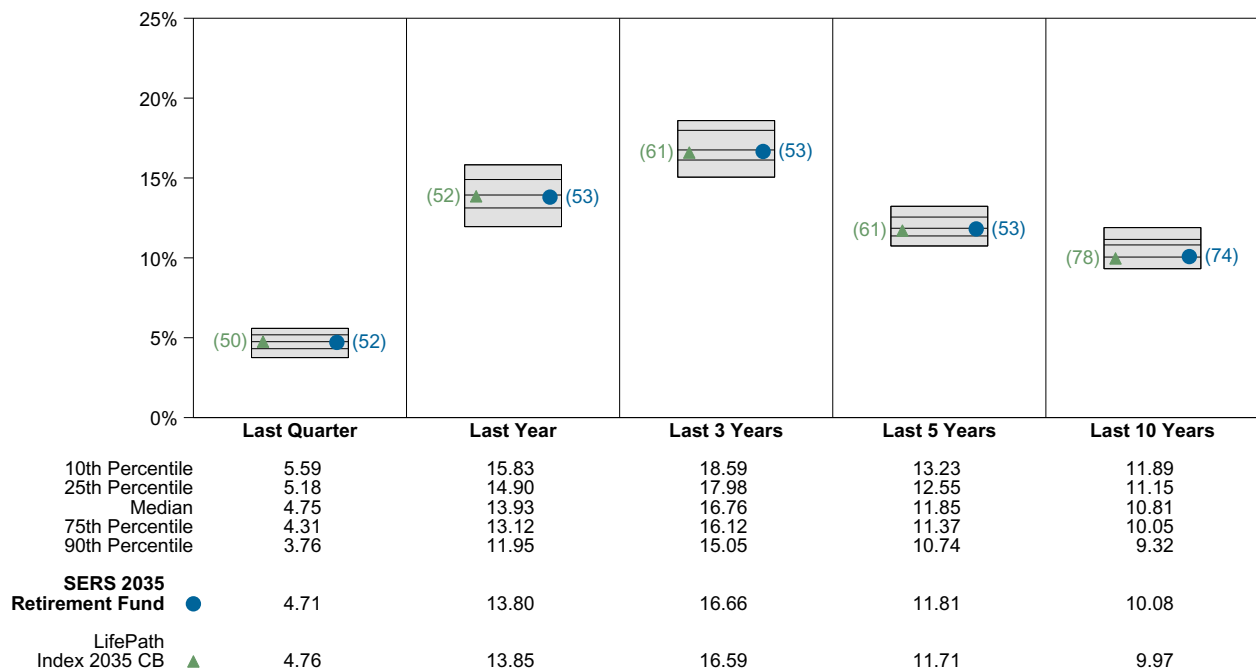 25%
20%
15%
10%
5%
0%
(50) (52)
(52) (53)
(61) (53)
(61) (53)
(78) (74)
Last Quarter Last Year Last 3 Years Last 5 Years Last 10 Years
10th Percentile 5.59 15.83 18.59 13.23 11.89
25th Percentile 5.18 14.90 17.98 12.55 11.15
Median 4.75 13.93 16.76 11.85 10.81
75th Percentile 4.31 13.12 16.12 11.37 10.05
90th Percentile 3.76 11.95 15.05 10.74 9.32
SERS 2035
Retirement Fund 4.71 13.80 16.66 11.81 10.08
LifePath
Index 2035 CB 4.76 13.85 16.59 11.71 9.97